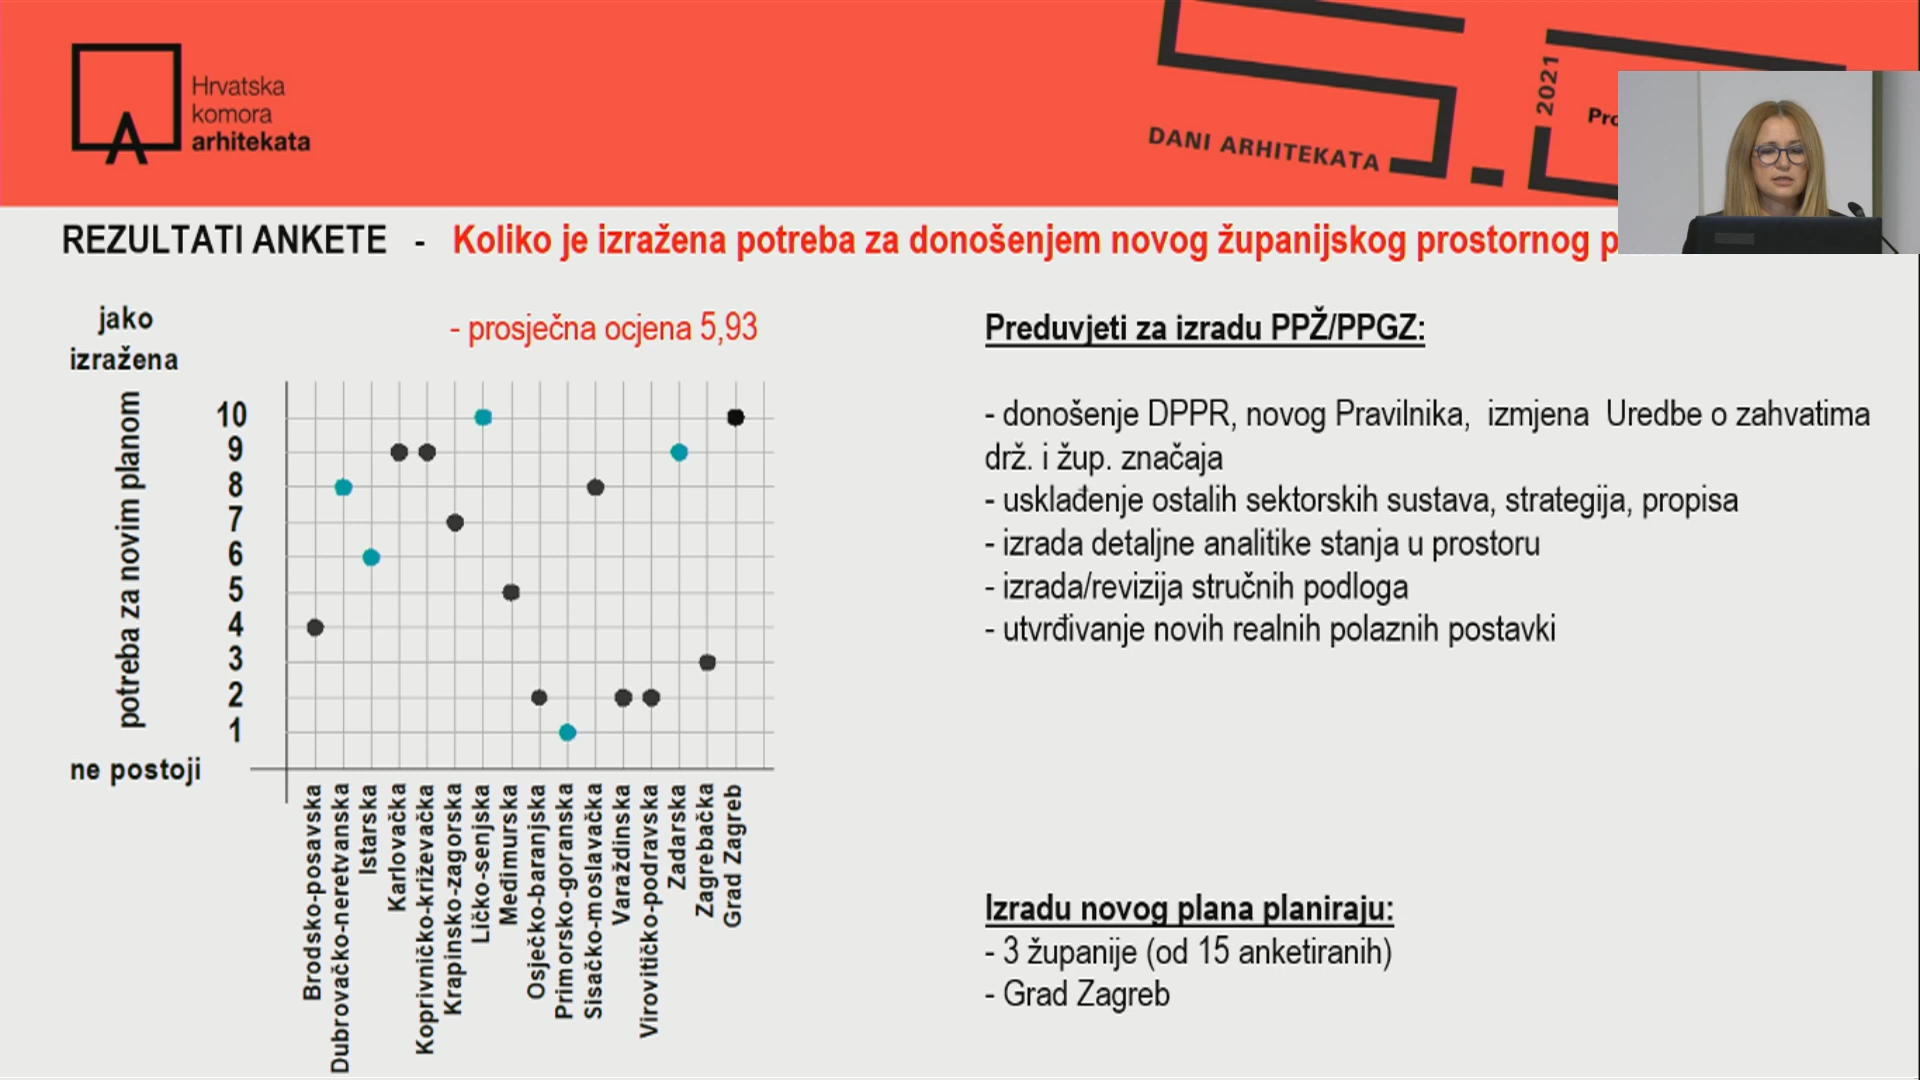 Hrvatska
komora
arhitekata
DANI ARHITEKATA
2021
REZULTATI ANKETE - Koliko je izražena potreba za donošenjem novog županijskog prostornog
jako
izražena
- prosječna ocjena 5,93
potreba za novim planom
10
9
8
7
6
5
4
3
2
1
ne postoji
Brodsko-posavska
Dubrovačko-neretvanska
Istarska
Karlovačka
Koprivničko-križevačka
Krapinsko-zagorska
Ličko-senjska
Međimurska
Osječko-baranjska
Primorsko-goranska
Sisačko-moslavačka
Varaždinska
Virovitičko-podravska
Zadarska
Zagrebačka
Grad Zagreb
Preduvjeti za izradu PPŽ/PPGZ:
- donošenje DPPR, novog Pravilnika, izmjena Uredbe o zahvatima
drž. i žup. značaja
- usklađenje ostalih sektorskih sustava, strategija, propisa
- izrada detaljne analitike stanja u prostoru
- izrada/revizija stručnih podloga
- utvrđivanje novih realnih polaznih postavki
Izradu novog plana planiraju:
- 3 županije (od 15 anketiranih)
- Grad Zagreb